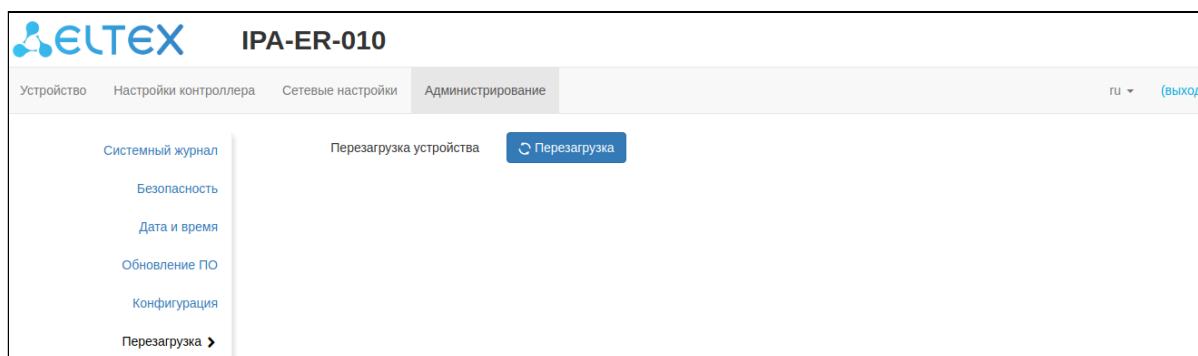 ELTEX IPA-ER-010
Устройство Настройки контроллера Сетевые настройки Администрирование ru (выход
Системный журнал
Перезагрузка устройства Перезагрузка
Безопасность
Дата и время
Обновление ПО
Конфигурация
Перезагрузка